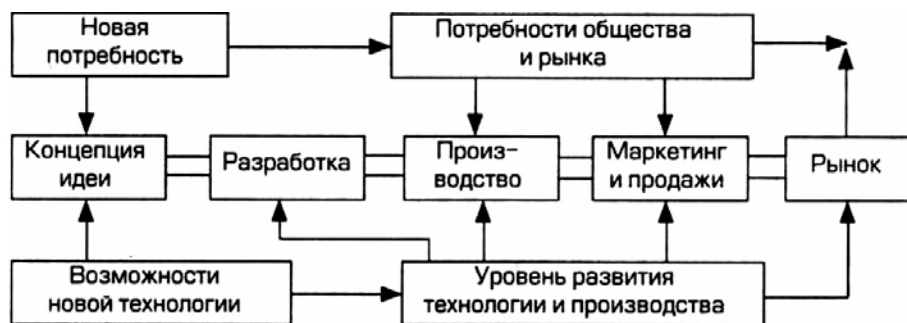 Новая
потребность
Потребности общества
и рынка
Концепция
идеи
Разработка
Произ-
водство
Маркетинг
и продажи
Рынок
Возможности
новой технологии
Уровень развития
технологии и производства